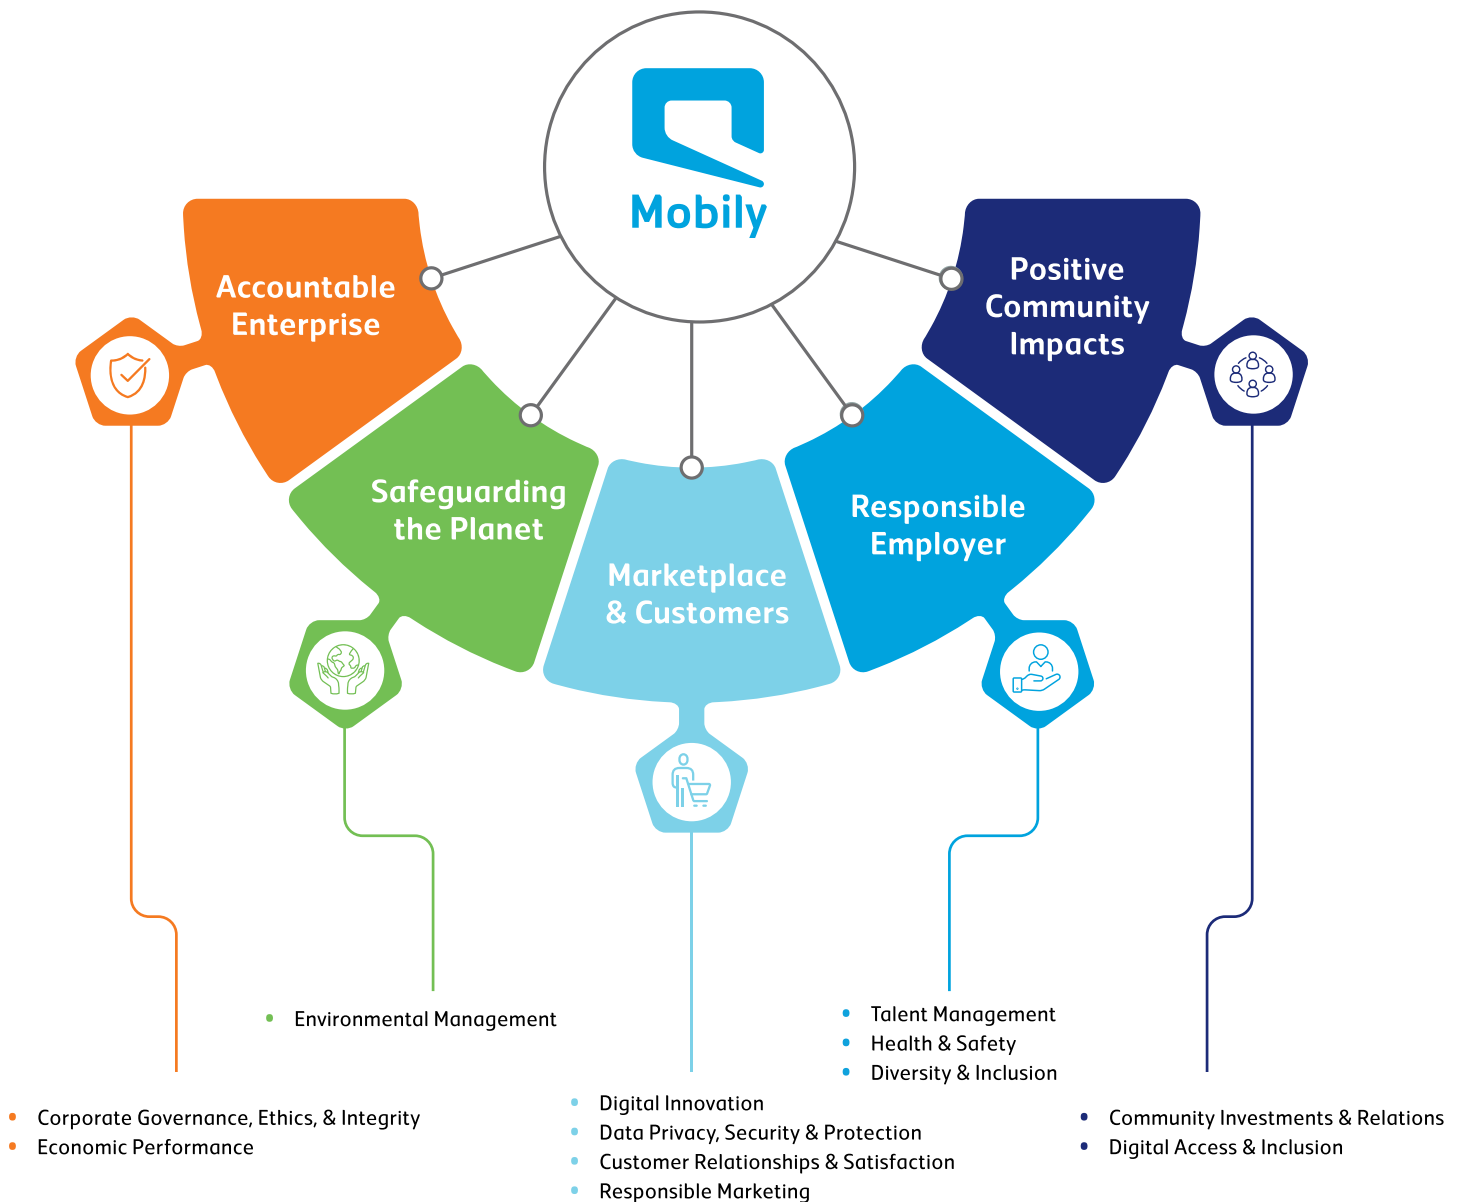 Mobily
Accountable
Enterprise
Safeguarding
the Planet
Marketplace
& Customers
Responsible
Employer
Positive
Community
Impacts
• Corporate Governance, Ethics, & Integrity
• Economic Performance
• Environmental Management
• Digital Innovation
• Data Privacy, Security & Protection
• Customer Relationships & Satisfaction
• Responsible Marketing
• Talent Management
• Health & Safety
• Diversity & Inclusion
• Community Investments & Relations
• Digital Access & Inclusion